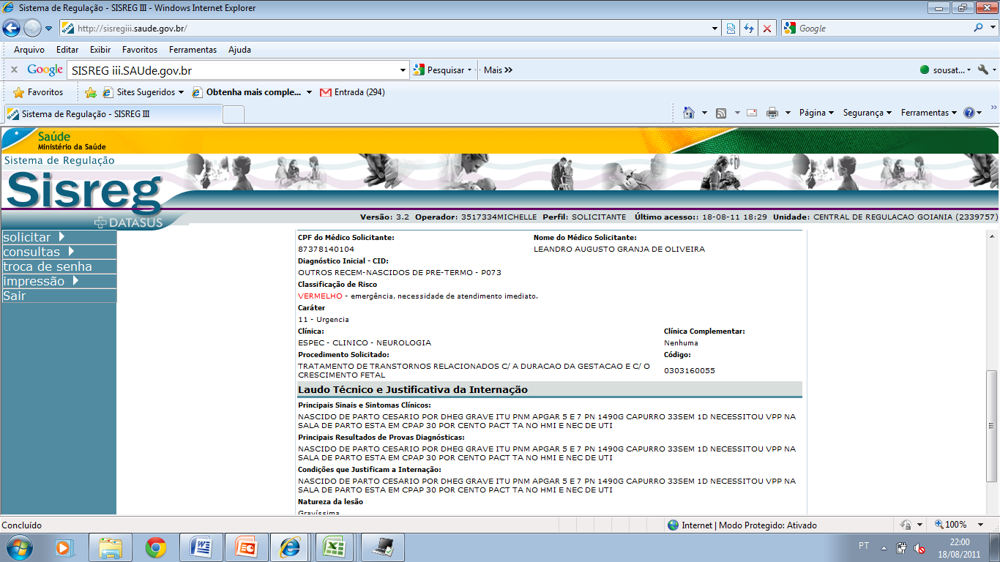 Sistema de Regulação - SISREG III - Windows Internet Explorer
http://sisregiii.saude.gov.br/
Google
Arquivo Editar Exibir Favoritos Ferramentas Ajuda
x Google SISREG iii.SAUde.gov.br Pesquisar Mais » sousat...
Favoritos Sites Sugeridos Obtenha mais comple... Entrada (294)
Sistema de Regulação - SISREG III Página Segurança Ferramentas »
Saúde
Ministério da Saúde
Sistema de Regulação
Sisreg
DATASUS
Versão: 3.2 Operador: 3517334MICHELLE Perfil: SOLICITANTE Último acesso:: 18-08-11 18:29 Unidade: CENTRAL DE REGULACAO GOIANIA (2339757)
solicitar
consultas
troca de senha
impressão
Sair
CPF do Médico Solicitante: Nome do Médico Solicitante:
87378140104 LEANDRO AUGUSTO GRANJA DE OLIVEIRA
Diagnóstico Inicial - CID:
OUTROS RECEM-NASCIDOS DE PRE-TERMO - P073
Classificação de Risco
VERMELHO - emergência, necessidade de atendimento imediato.
Caráter
11 - Urgencia
Clínica: Clínica Complementar:
ESPEC - CLINICO - NEUROLOGIA Nenhuma
Procedimento Solicitado: Código:
TRATAMENTO DE TRANSTORNOS RELACIONADOS C/ A DURACAO DA GESTACAO E C/ O
CRESCIMENTO FETAL
0303160055
Laudo Técnico e Justificativa da Internação
Principais Sinais e Sintomas Clínicos:
NASCIDO DE PARTO CESARIO POR DHEG GRAVE ITU PNM APGAR 5 E 7 PN 1490G CAPURRO 33SEM 1D NECESSITOU VPP NA
SALA DE PARTO ESTA EM CPAP 30 POR CENTO PACT TA NO HMI E NEC DE UTI
Principais Resultados de Provas Diagnósticas:
NASCIDO DE PARTO CESARIO POR DHEG GRAVE ITU PNM APGAR 5 E 7 PN 1490G CAPURRO 33SEM 1D NECESSITOU VPP NA
SALA DE PARTO ESTA EM CPAP 30 POR CENTO PACT TA NO HMI E NEC DE UTI
Condições que Justificam a Internação:
NASCIDO DE PARTO CESARIO POR DHEG GRAVE ITU PNM APGAR 5 E 7 PN 1490G CAPURRO 33SEM 1D NECESSITOU VPP NA
SALA DE PARTO ESTA EM CPAP 30 POR CENTO PACT TA NO HMI E NEC DE UTI
Natureza da lesão
Gravíssima
Concluído Internet | Modo Protegido: Ativado 100%
PT 22:00
18/08/2011